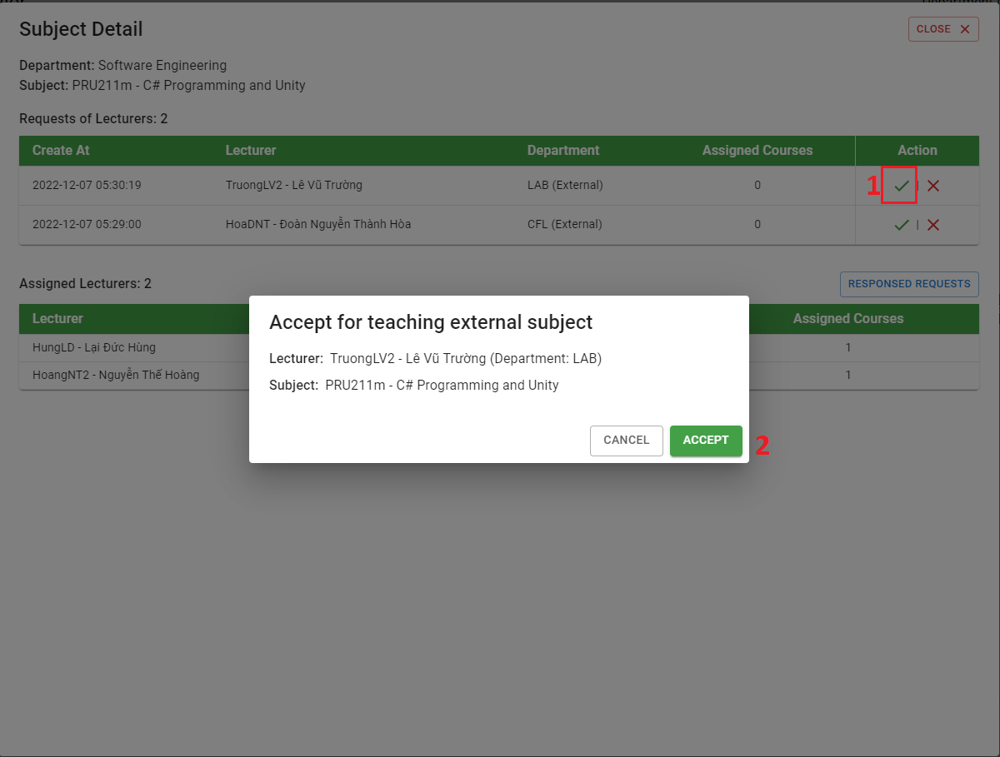 Subject Detail
CLOSE
Department: Software Engineering
Subject: PRU211m - C# Programming and Unity
Requests of Lecturers: 2
Create At Lecturer Department Assigned Courses Action
2022-12-07 05:30:19 TruongLV2 - Lê Vũ Trường LAB (External) 0 1
2022-12-07 05:29:00 HoaDNT - Đoàn Nguyễn Thành Hòa CFL (External) 0 |
Assigned Lecturers: 2
RESPONSED REQUESTS
Lecturer Assigned Courses
HungLD - Lại Đức Hùng 1
HoangNT2 - Nguyễn Thế Hoàng 1
Accept for teaching external subject
Lecturer: TruongLV2 - Lê Vũ Trường (Department: LAB)
Subject: PRU211m - C# Programming and Unity
CANCEL ACCEPT 2